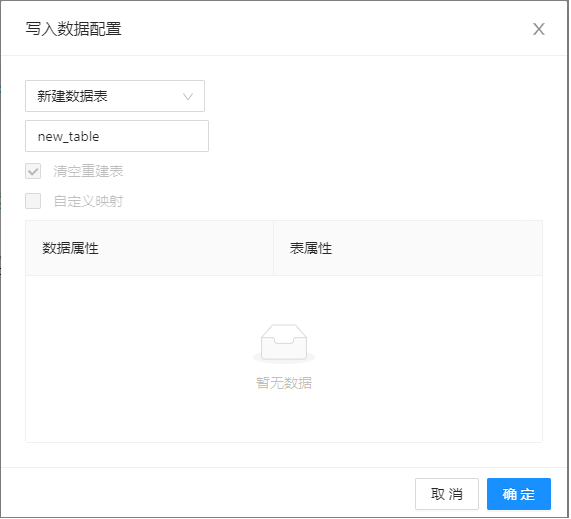 写入数据配置
新建数据表
new_table
清空重建表
自定义映射
数据属性 表属性
暂无数据
取 消 确 定